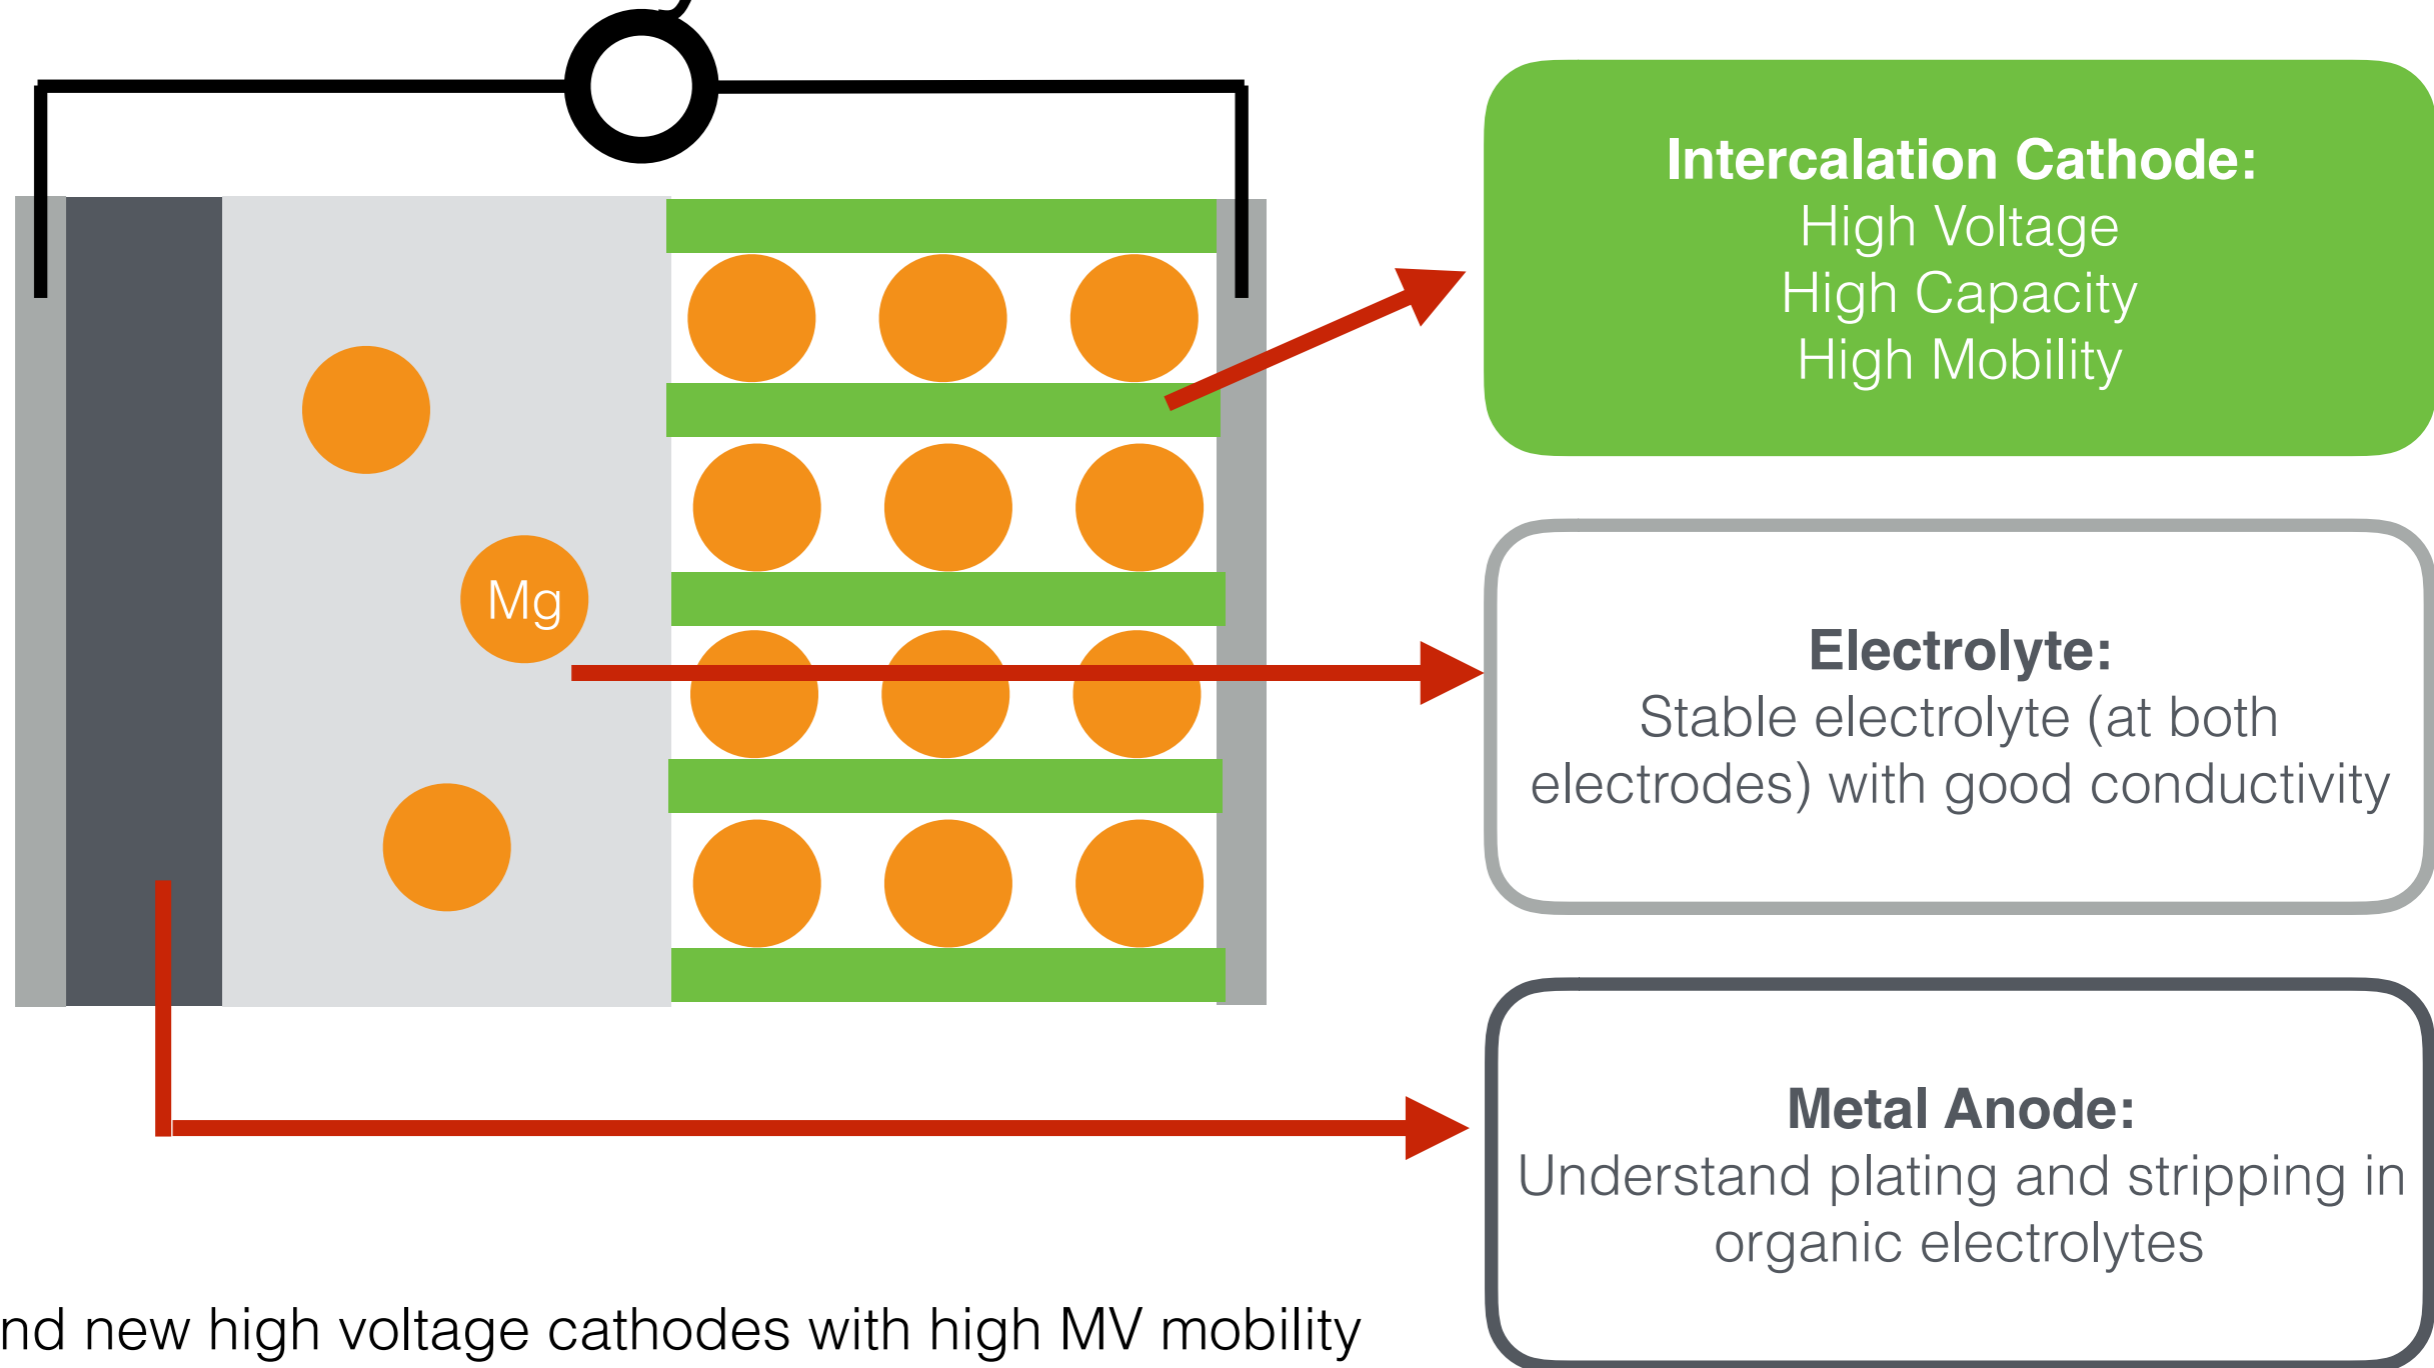 Intercalation Cathode:
High Voltage
High Capacity
High Mobility
Mg
Electrolyte:
Stable electrolyte (at both
electrodes) with good conductivity
Metal Anode:
Understand plating and stripping in
organic electrolytes
new high voltage cathodes with high MV mobility